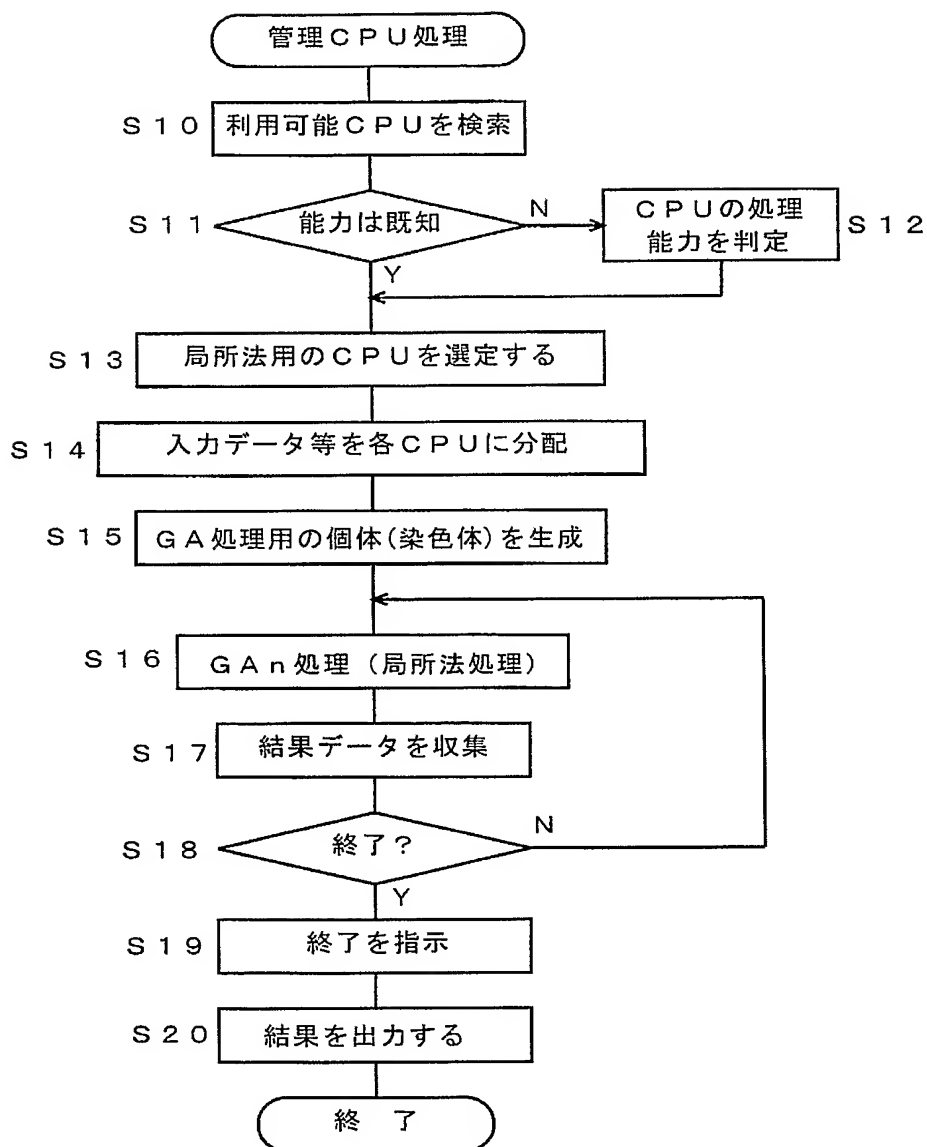 管理CPU処理
S10
利用可能CPUを検索
S11
能力は既知
N
CPUの処理
能力を判定
S12
Y
S13
局所法用のCPUを選定する
S14
入力データ等を各CPUに分配
S15
GA処理用の個体(染色体)を生成
S16
GAn処理(局所法処理)
S17
結果データを収集
S18
終了?
N
Y
S19
終了を指示
S20
結果を出力する
終 了